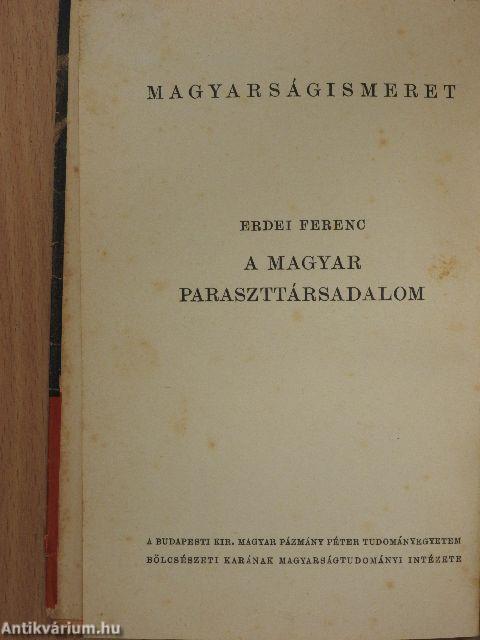 MAGYARSÁGISMERET
ERDEI FERENC
A MAGYAR
PARASZTTÁRSADALOM
A BUDAPESTI KIR. MAGYAR PÁZMÁNY PÉTER TUDOMÁNYEGYETEM
BÖLCSÉSZETI KARÁNAK MAGYARSÁGTUDOMÁNYI INTÉZETE
Antikvárium.hu